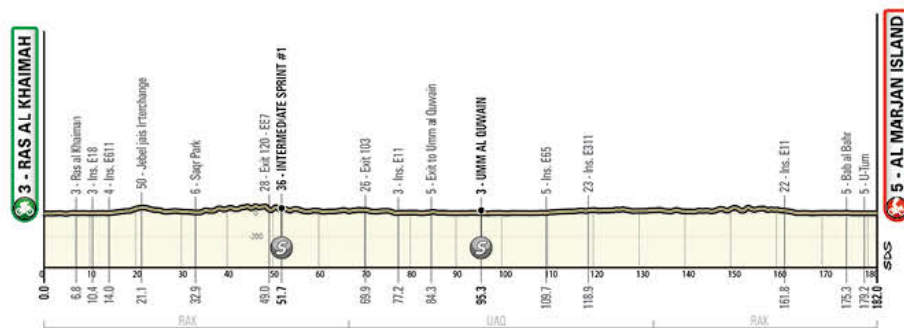 3 - RAS AL KHAIMAH
3 - Ras al Khaiman
3 - Ins. E18
4 - Ins. E611
50 - Jebel jais Interchange
6 - Saqr Park
28 - Exit 120 - EE7
36 - INTERMEDIATE SPRINT #1
26 - Exit 103
3 - Ins. E11
5 - Exit to Umm al Quwain
3 - UMM AL QUWAIN
5 - Ins. E65
23 - Ins. E311
22 - Ins. E11
5 - Bab al Bahr
5 - U-Turn
5 - AL MARJAN ISLAND
0
-200
S
S
SDS
0 10 20 30 40 50 60 70 80 90 100 110 120 130 140 150 160 170 180
0.0 6.8 10.4 14.0 21.1 32.9 49.0 51.7 69.9 77.2 84.3 95.3 109.7 118.9 161.8 175.3 179.2 182.0
RAK UAQ RAK